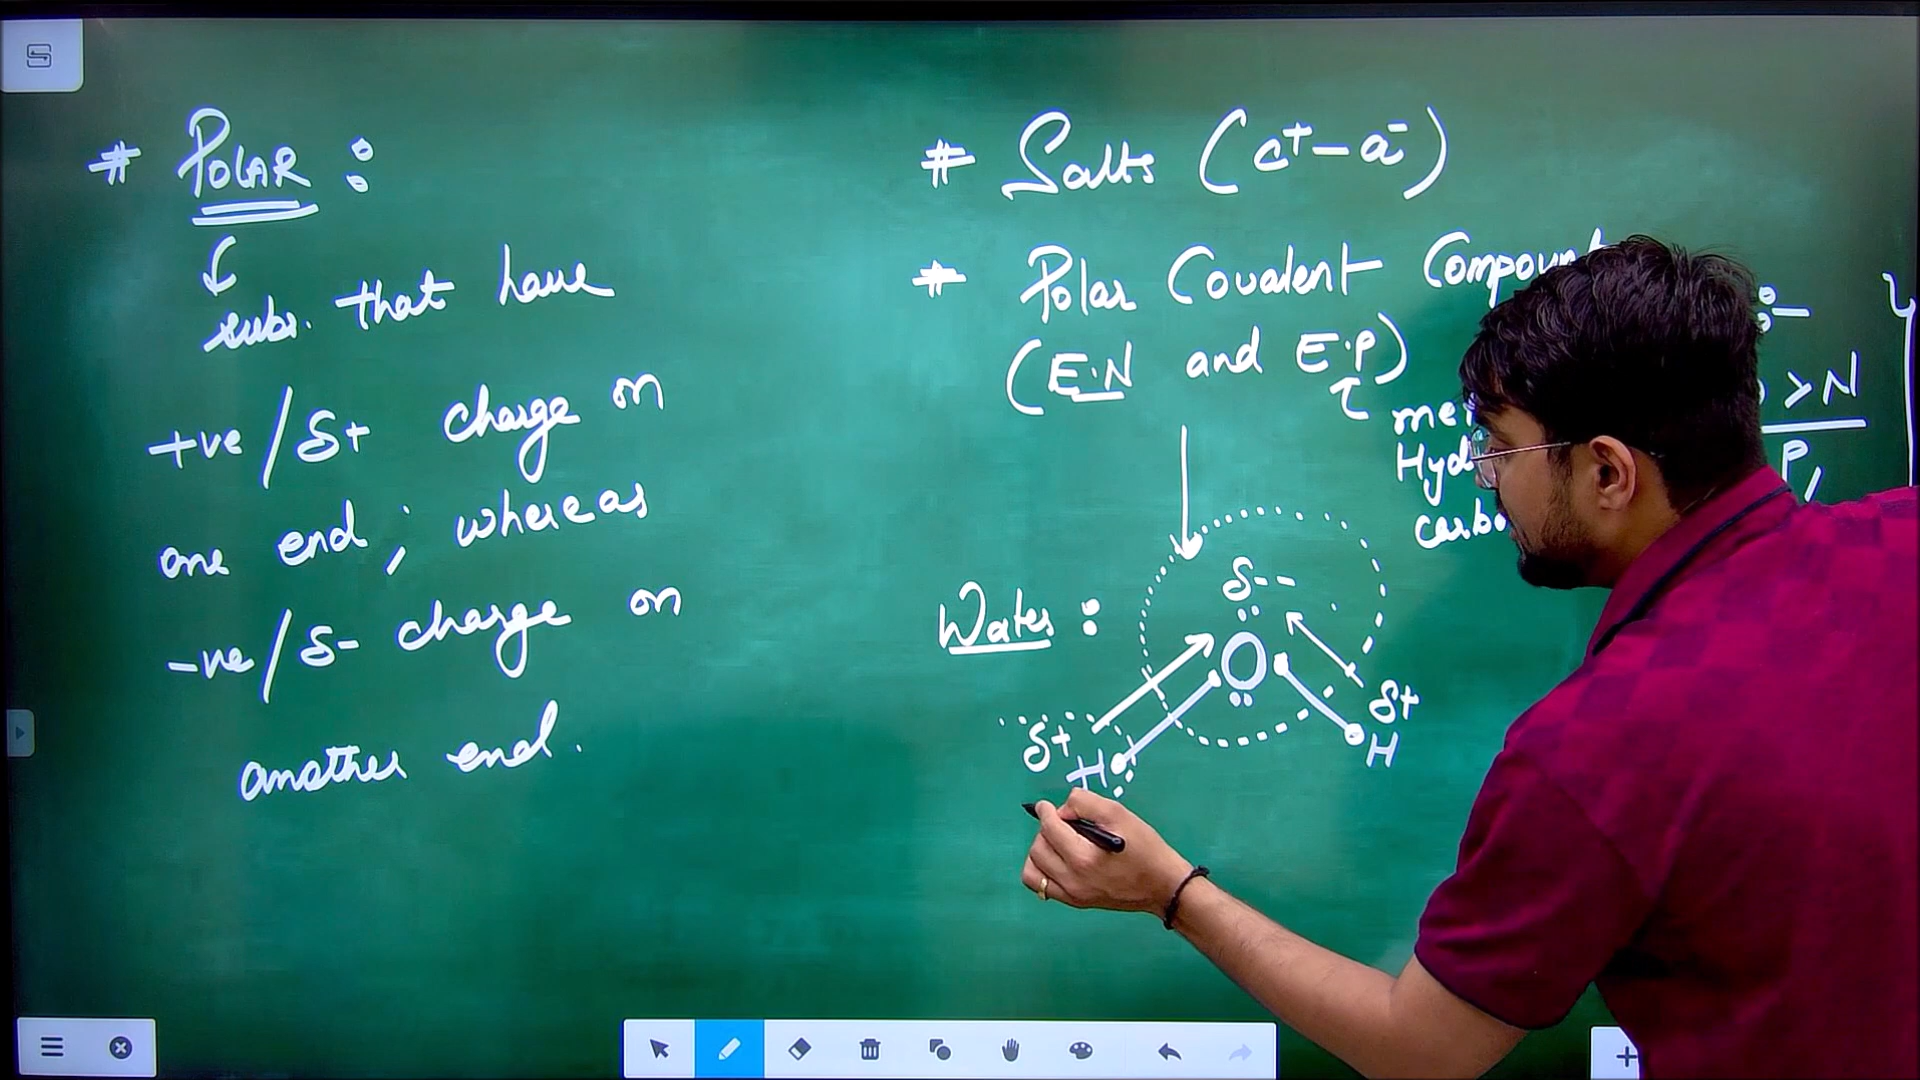 # POLAR :
subs. that have
+ve/δ+ charge on
one end ; whereas
-ve/δ- charge on
another end.
# Salts (c+-a-)
# Polar Covalent
(E.N and E.P)
Water :
δ--
O
δ+
H
δ+
H
> N
P,